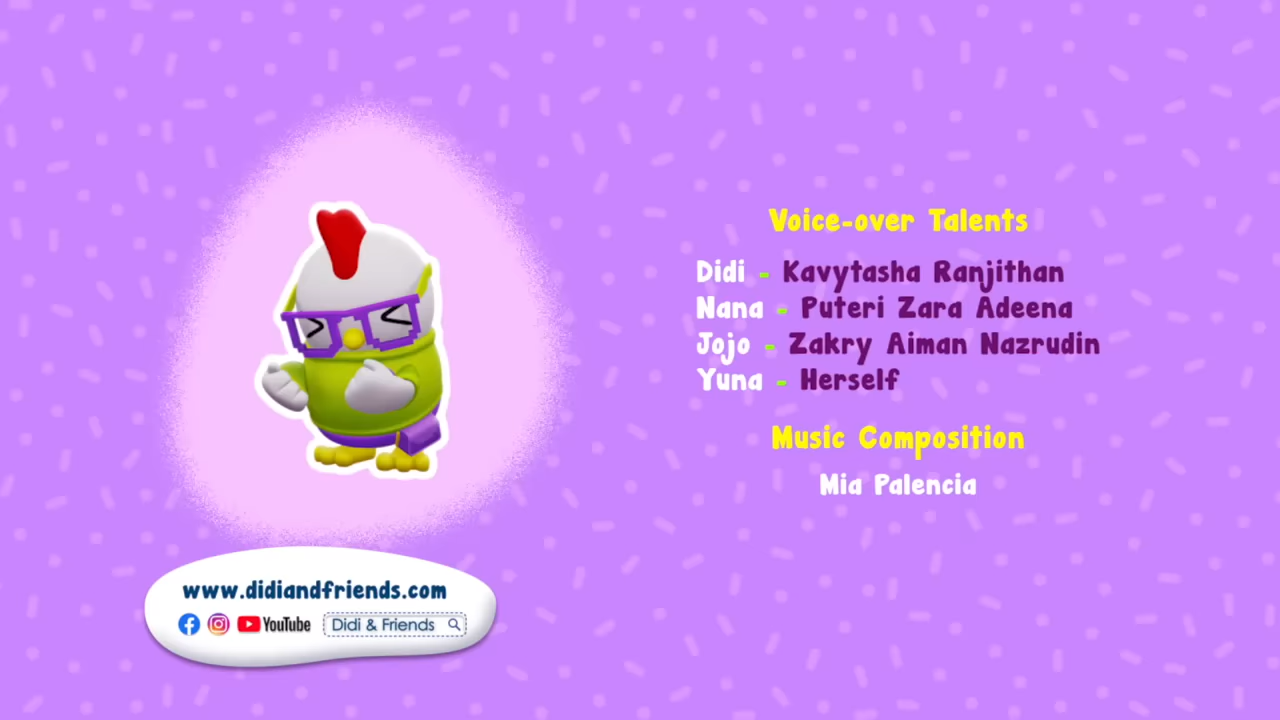 Voice-over Talents
Didi - Kavytasha Ranjithan
Nana - Puteri Zara Adeena
Jojo - Zakry Aiman Nazrudin
Yuna - Herself
Music Composition
Mia Palencia
www.didiandfriends.com
YouTube Didi & Friends